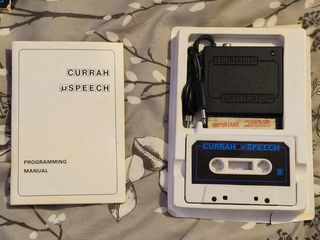 CURRAH
µSPEECH
PROGRAMMING
MANUAL
CURRAH
µSPEECH
IMPORTANT
CURRAH µSPEECH
B